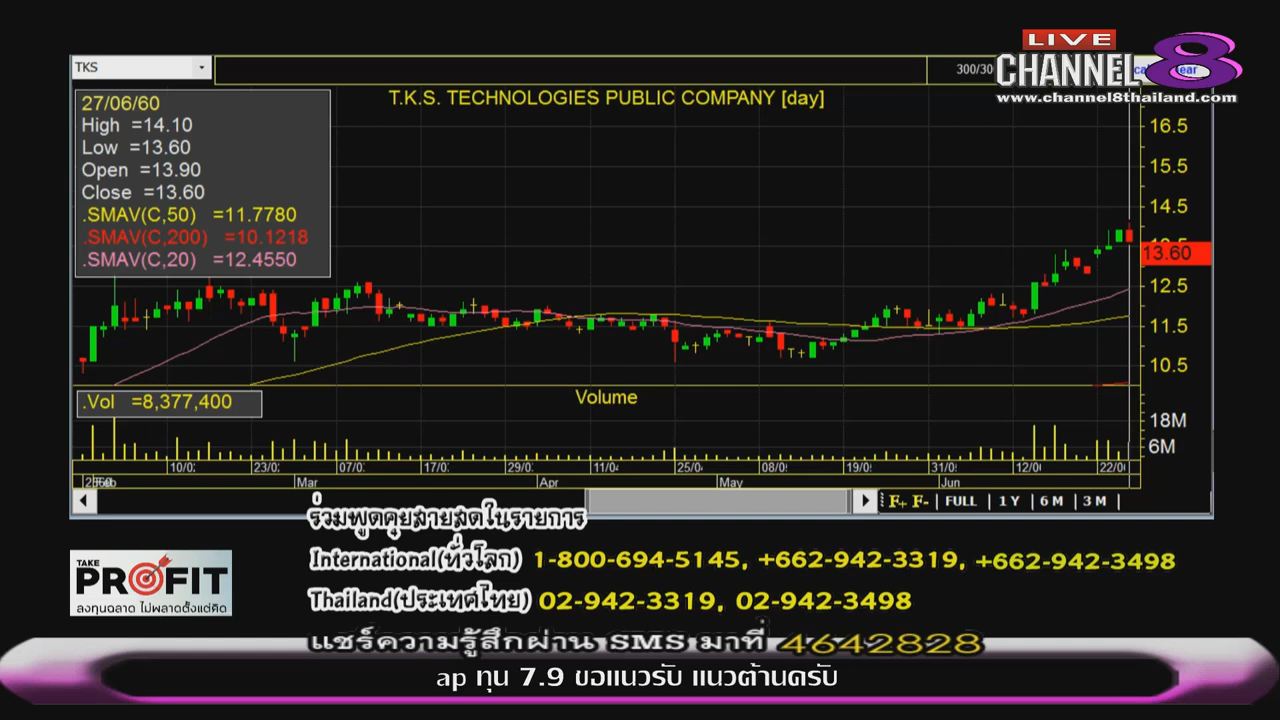 LIVE
CHANNEL 8
www.channel8thailand.com
TKS
300/30
T.K.S. TECHNOLOGIES PUBLIC COMPANY [day]
27/06/60
High =14.10
Low =13.60
Open =13.90
Close =13.60
.SMAV(C,50) =11.7780
.SMAV(C,200) =10.1218
.SMAV(C,20) =12.4550
16.5
15.5
14.5
13.5
13.60
12.5
11.5
10.5
.Vol =8,377,400
Volume
18M
6M
10/0 23/0 07/0 17/0 29/0 11/0 25/0 08/0 19/0 31/0 12/0 22/0
Mar Apr May Jun
F+ F- | FULL | 1 Y | 6 M | 3 M |
ร่วมพูดคุยสายสดในรายการ
International(ทั่วโลก) 1-800-694-5145, +662-942-3319, +662-942-3498
Thailand(ประเทศไทย) 02-942-3319, 02-942-3498
TAKE PROFIT
ลงทุนฉลาด ไม่พลาดตั้งแต่คิด
แชร์ความรู้สึกผ่าน SMS มาที่ 4642828
ap ทุน 7.9 ขอแนวรับ แนวต้านครับ